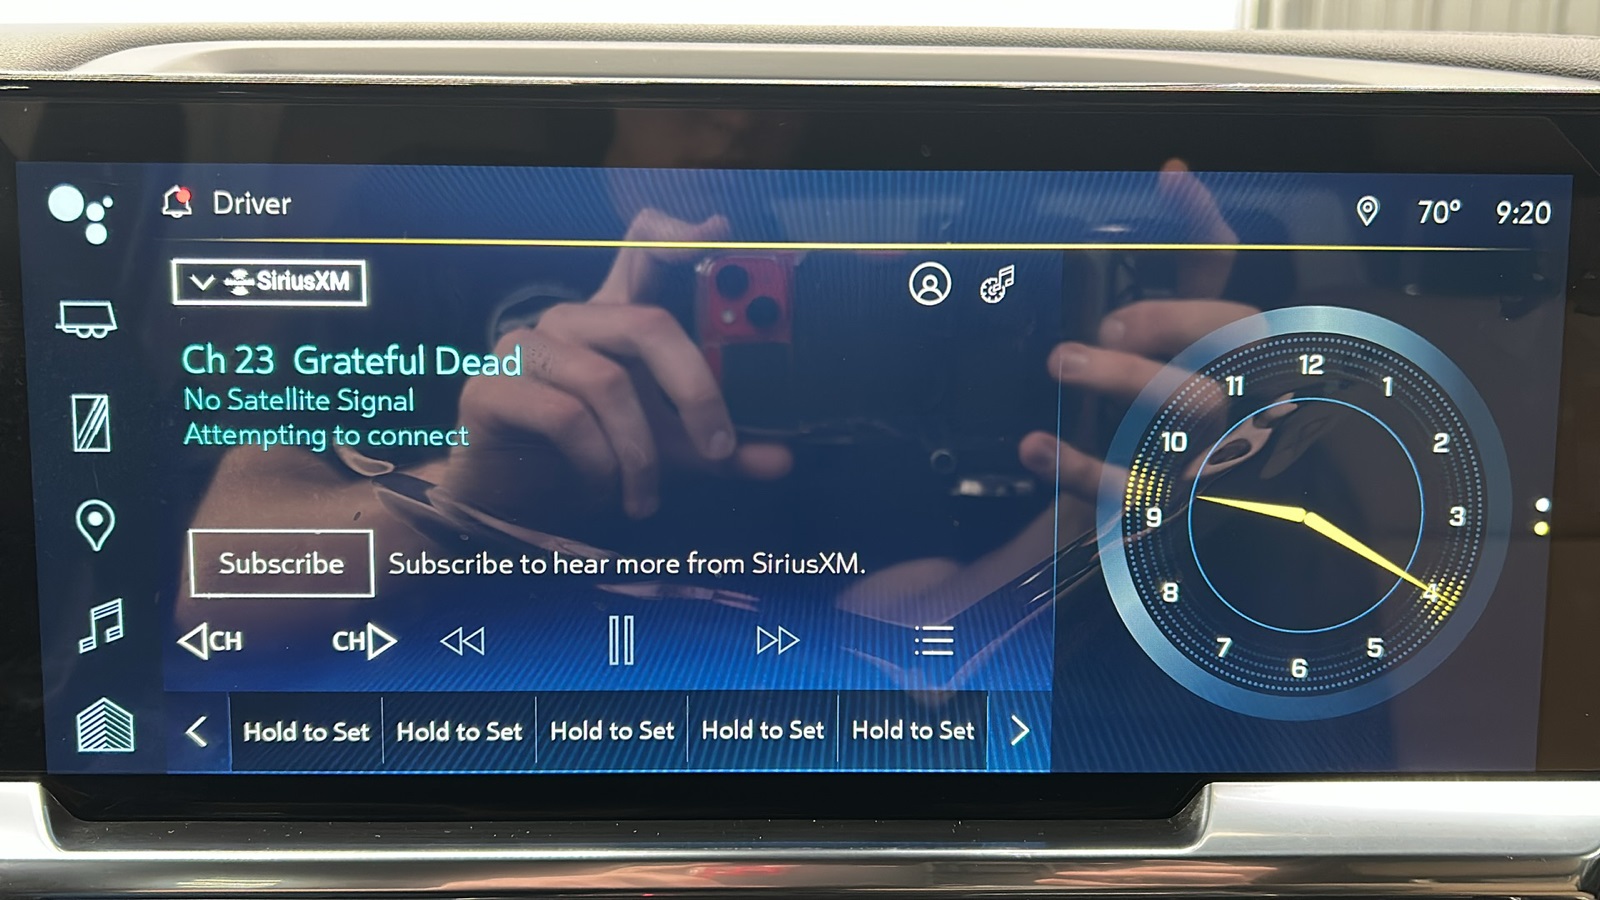 Driver
70° 9:20
SiriusXM
Ch 23 Grateful Dead
No Satellite Signal
Attempting to connect
Subscribe Subscribe to hear more from SiriusXM.
CH CH
Hold to Set Hold to Set Hold to Set Hold to Set Hold to Set
12
1
2
3
4
5
6
7
8
9
10
11